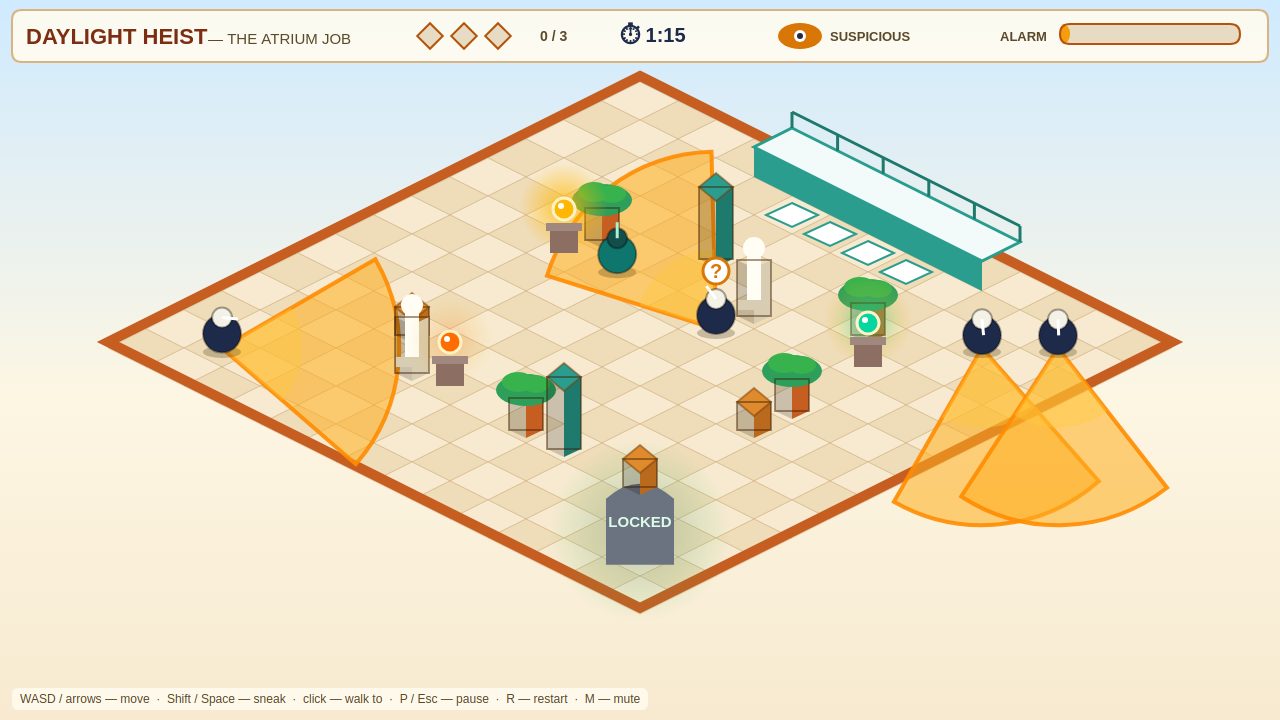 DAYLIGHT HEIST — THE ATRIUM JOB
0 / 3
1:15
SUSPICIOUS
ALARM
?
LOCKED
WASD / arrows — move · Shift / Space — sneak · click — walk to · P / Esc — pause · R — restart · M — mute